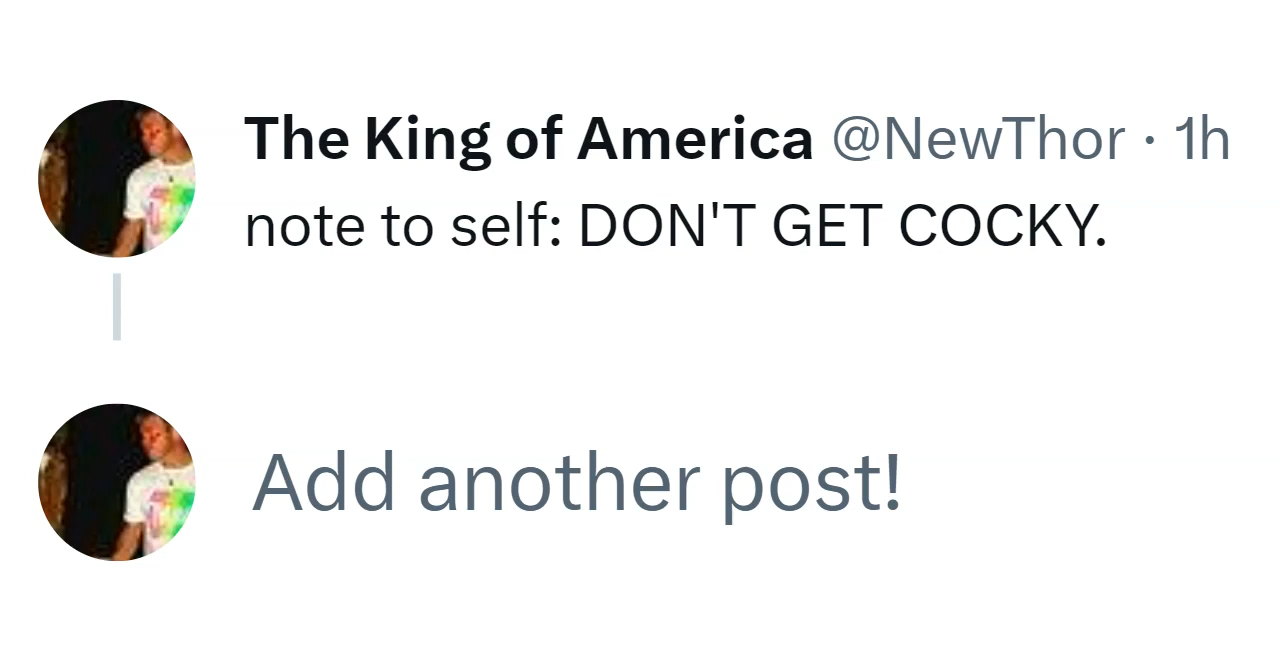 The King of America @NewThor · 1h
note to self: DON'T GET COCKY.
Add another post!